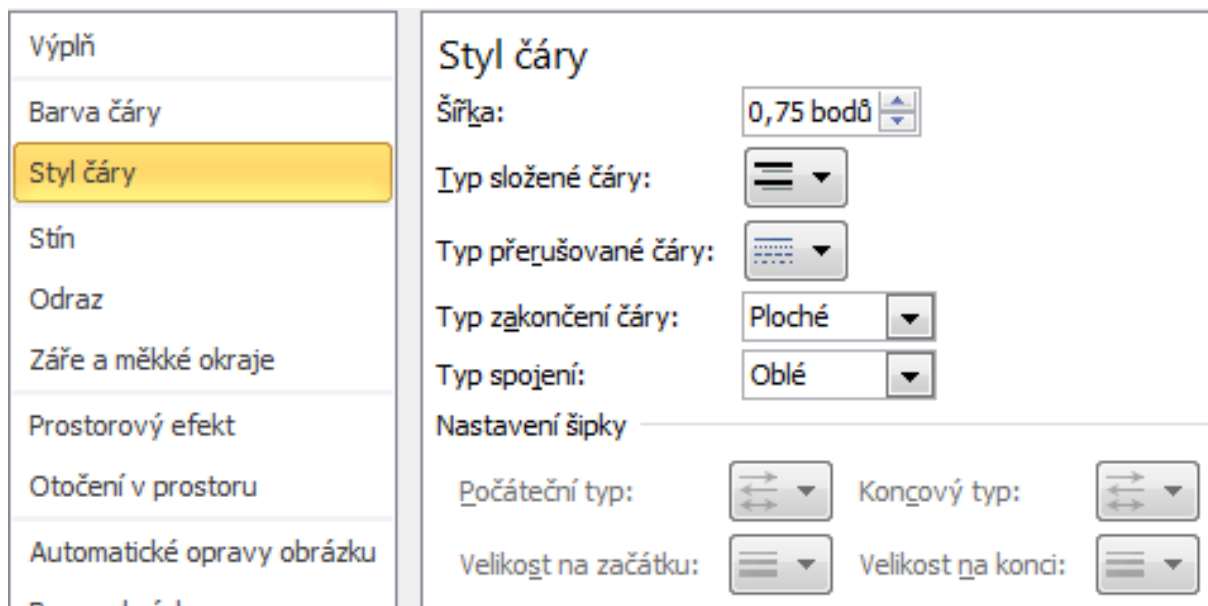 Výplň
Barva čáry
Styl čáry
Stín
Odraz
Záře a měkké okraje
Prostorový efekt
Otočení v prostoru
Automatické opravy obrázku
Styl čáry
Šířka: 0,75 bodů
Typ složené čáry:
Typ přerušované čáry:
Typ zakončení čáry: Ploché
Typ spojení: Oblé
Nastavení šipky
Počáteční typ: Koncový typ:
Velikost na začátku: Velikost na konci: